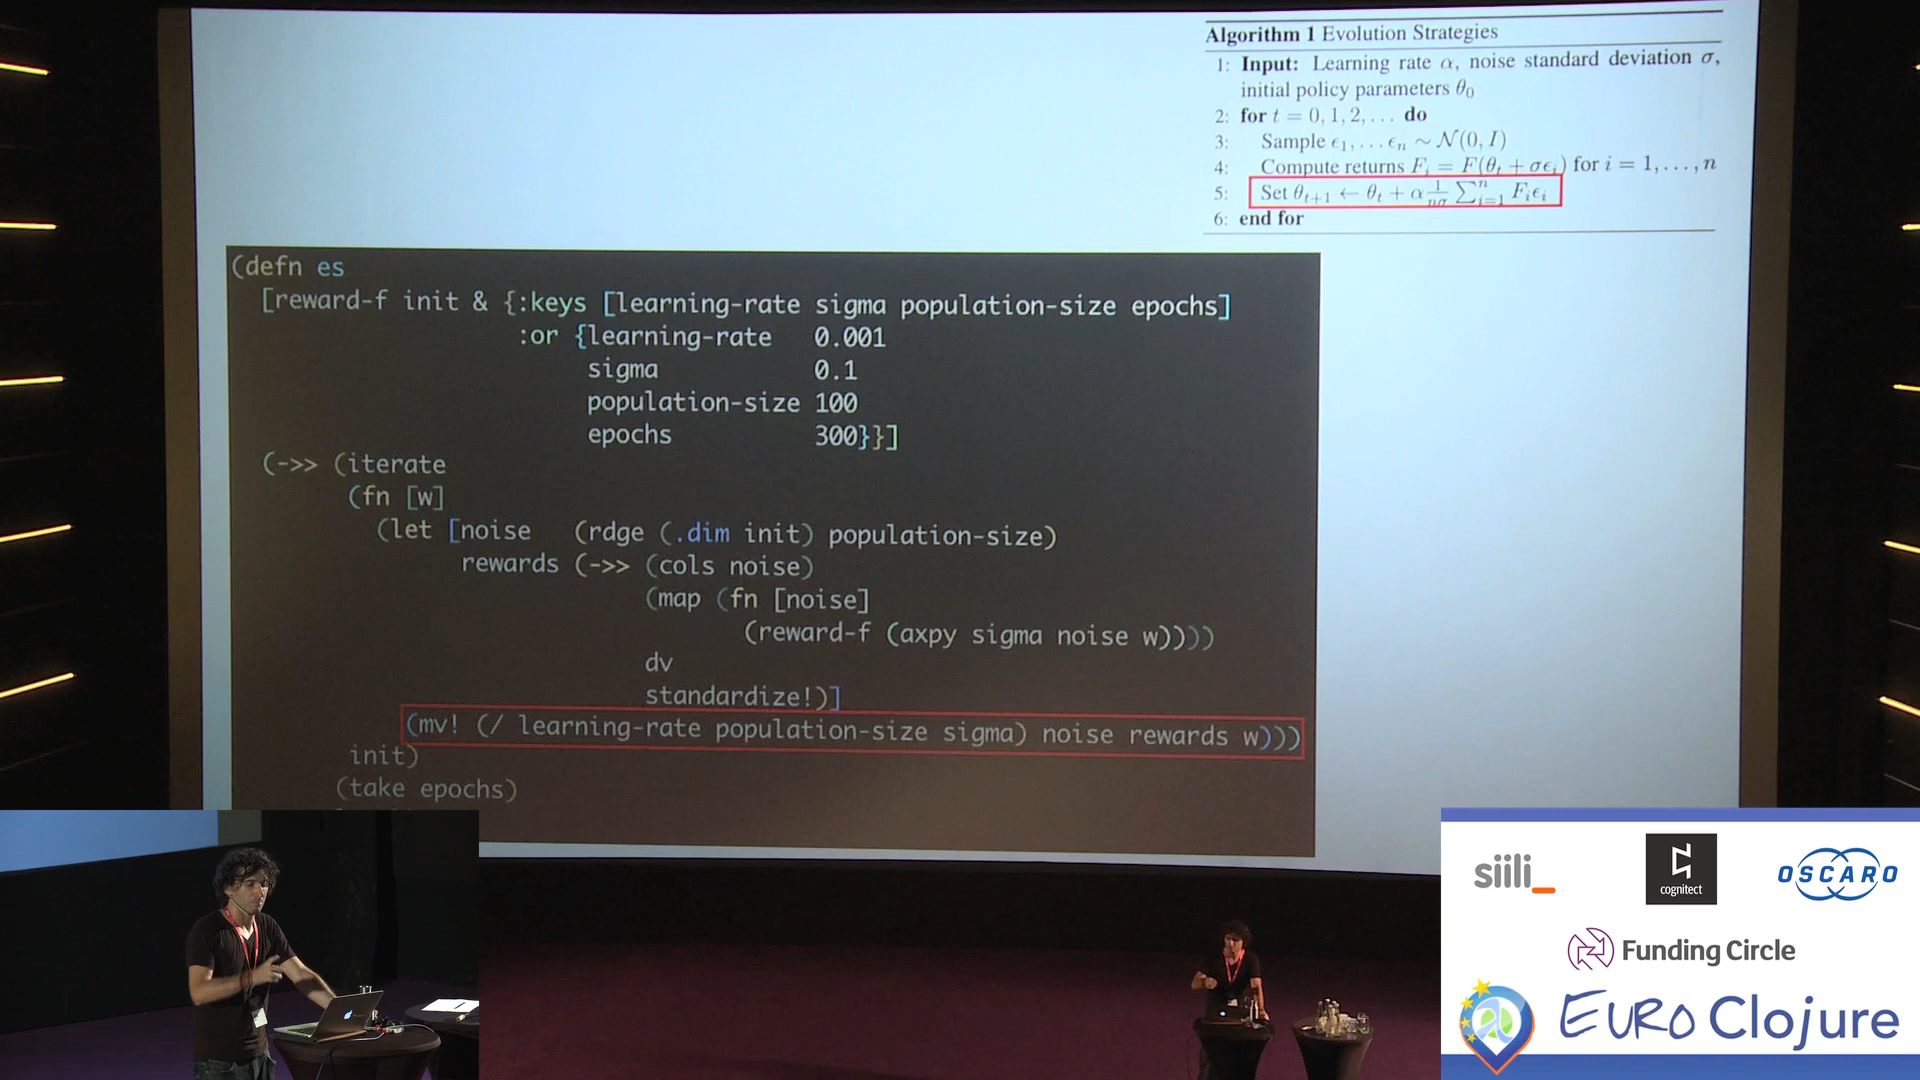 Algorithm 1 Evolution Strategies
1: Input: Learning rate α, noise standard deviation σ,
initial policy parameters θ₀
2: for t = 0, 1, 2, . . . do
3: Sample ϵ₁, . . . ϵₙ ∼ N(0, I)
4: Compute returns Fᵢ = F(θₜ + σϵᵢ) for i = 1, . . . , n
5: Set θₜ₊₁ ← θₜ + α 1/nσ ∑ⁿᵢ₌₁ Fᵢϵᵢ
6: end for
(defn es
[reward-f init & {:keys [learning-rate sigma population-size epochs]
:or {learning-rate 0.001
sigma 0.1
population-size 100
epochs 300}}]
(->> (iterate
(fn [w]
(let [noise (rdge (.dim init) population-size)
rewards (->> (cols noise)
(map (fn [noise]
(reward-f (axpy sigma noise w))))
dv
standardize!)]
(mv! (/ learning-rate population-size sigma) noise rewards w)))
init)
(take epochs)
siili_
cognitect
OSCARO
Funding Circle
EURO Clojure